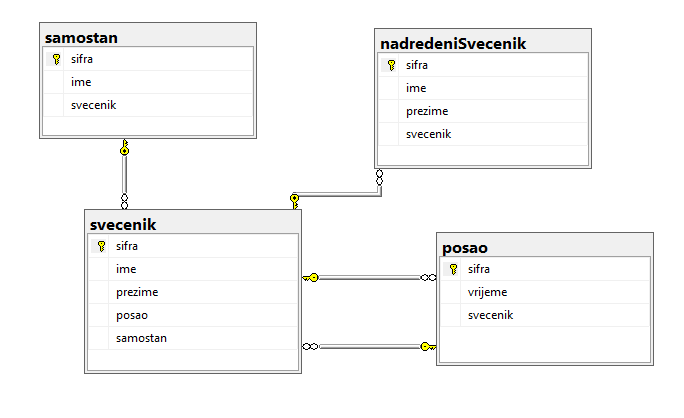 samostan
sifra
ime
svecenik
nadredeniSvecenik
sifra
ime
prezime
svecenik
svecenik
sifra
ime
prezime
posao
samostan
posao
sifra
vrijeme
svecenik